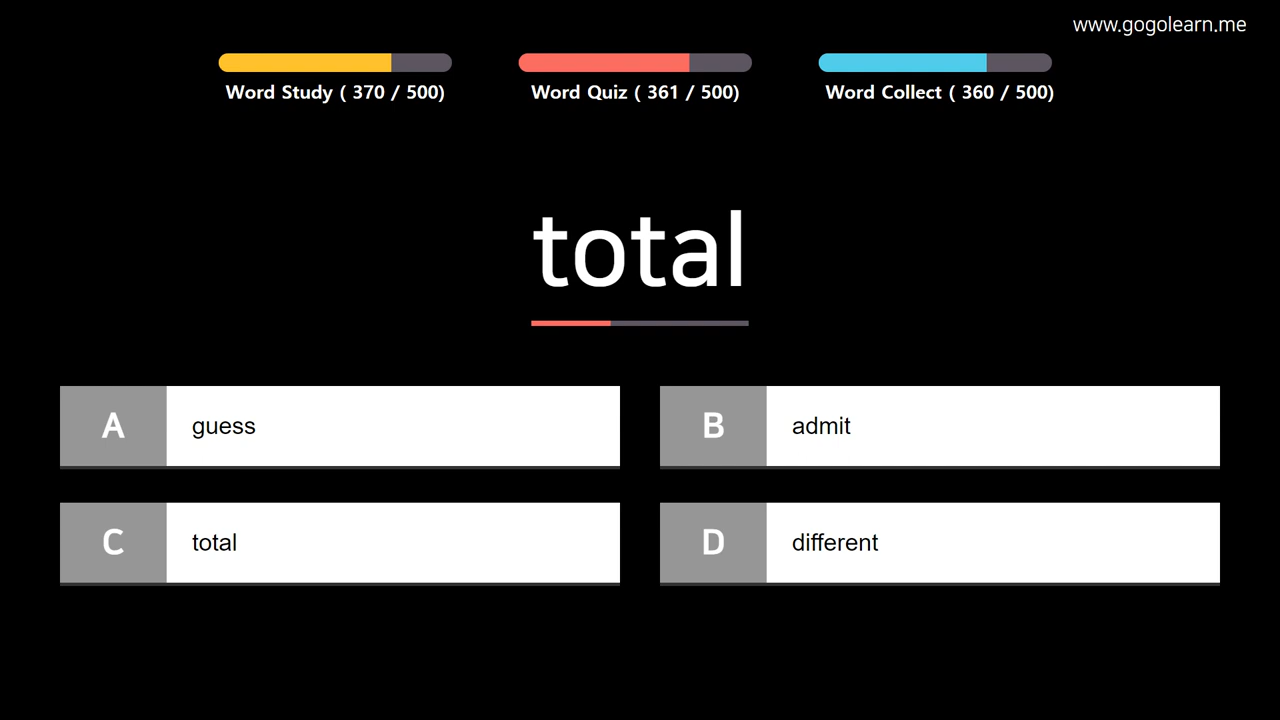 www.gogolearn.me
Word Study ( 370 / 500)
Word Quiz ( 361 / 500)
Word Collect ( 360 / 500)
total
A guess
B admit
C total
D different